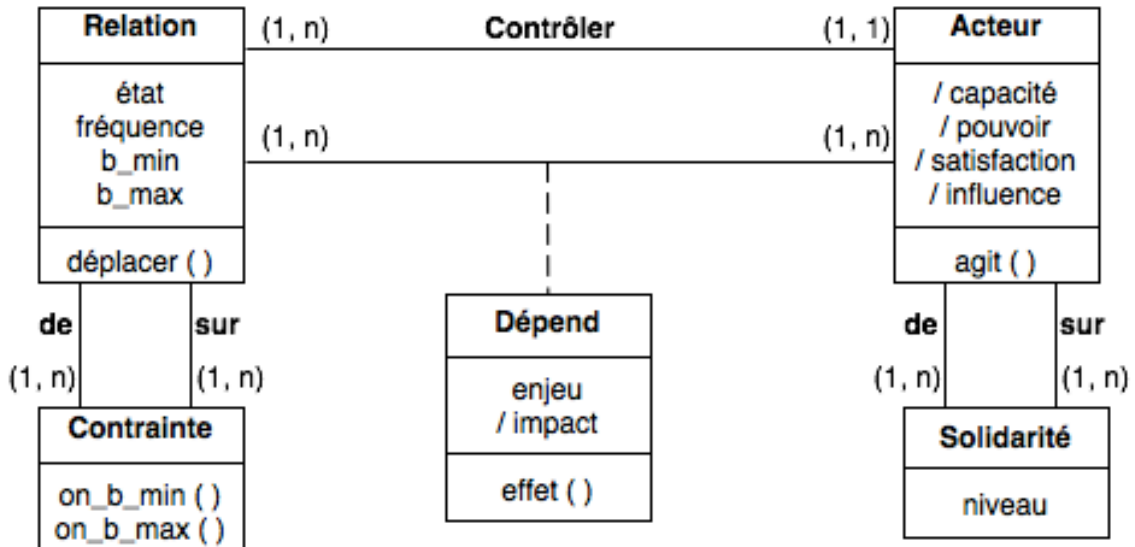 Relation
(1, n)
Contrôler
(1, 1)
Acteur
état
fréquence
b_min
b_max
(1, n)
(1, n)
/ capacité
/ pouvoir
/ satisfaction
/ influence
déplacer ( )
agit ( )
de
sur
Dépend
de
sur
(1, n)
(1, n)
enjeu
/ impact
(1, n)
(1, n)
Contrainte
Solidarité
on_b_min ( )
on_b_max ( )
effet ( )
niveau